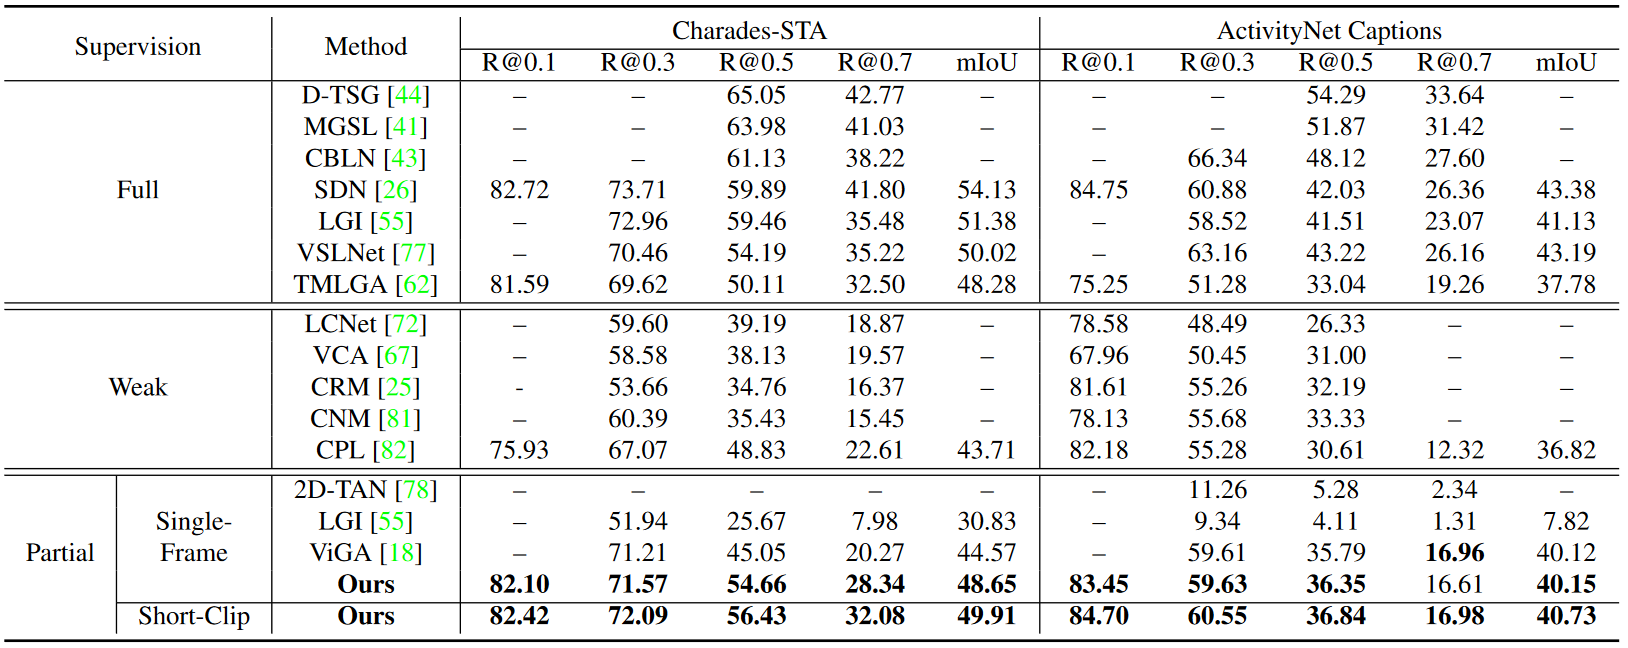 Supervision Method Charades-STA ActivityNet Captions
R@0.1 R@0.3 R@0.5 R@0.7 mIoU R@0.1 R@0.3 R@0.5 R@0.7 mIoU
Full
D-TSG [44] – – 65.05 42.77 – – – 54.29 33.64 –
MGSL [41] – – 63.98 41.03 – – – 51.87 31.42 –
CBLN [43] – – 61.13 38.22 – – 66.34 48.12 27.60 –
SDN [26] 82.72 73.71 59.89 41.80 54.13 84.75 60.88 42.03 26.36 43.38
LGI [55] – 72.96 59.46 35.48 51.38 – 58.52 41.51 23.07 41.13
VSLNet [77] – 70.46 54.19 35.22 50.02 – 63.16 43.22 26.16 43.19
TMLGA [62] 81.59 69.62 50.11 32.50 48.28 75.25 51.28 33.04 19.26 37.78
Weak
LCNet [72] – 59.60 39.19 18.87 – 78.58 48.49 26.33 – –
VCA [67] – 58.58 38.13 19.57 – 67.96 50.45 31.00 – –
CRM [25] - 53.66 34.76 16.37 – 81.61 55.26 32.19 – –
CNM [81] – 60.39 35.43 15.45 – 78.13 55.68 33.33 – –
CPL [82] 75.93 67.07 48.83 22.61 43.71 82.18 55.28 30.61 12.32 36.82
Partial
Single-
Frame
2D-TAN [78] – – – – – – 11.26 5.28 2.34 –
LGI [55] – 51.94 25.67 7.98 30.83 – 9.34 4.11 1.31 7.82
ViGA [18] – 71.21 45.05 20.27 44.57 – 59.61 35.79 16.96 40.12
Ours 82.10 71.57 54.66 28.34 48.65 83.45 59.63 36.35 16.61 40.15
Short-Clip Ours 82.42 72.09 56.43 32.08 49.91 84.70 60.55 36.84 16.98 40.73